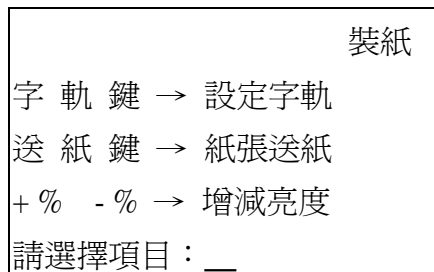 裝紙
字 軌 鍵 → 設定字軌
送 紙 鍵 → 紙張送紙
+ % - % → 增減亮度
請選擇項目：__